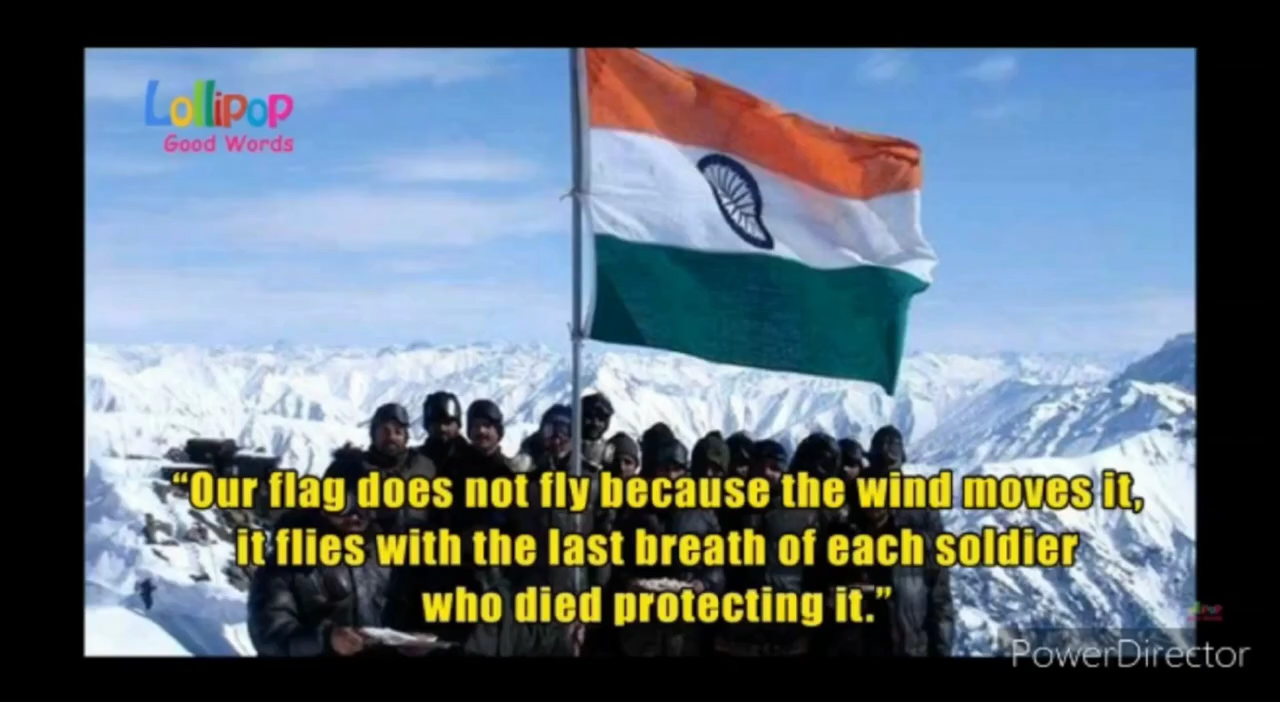 Lollipop
Good Words
“Our flag does not fly because the wind moves it,
it flies with the last breath of each soldier
who died protecting it.”
PowerDirector